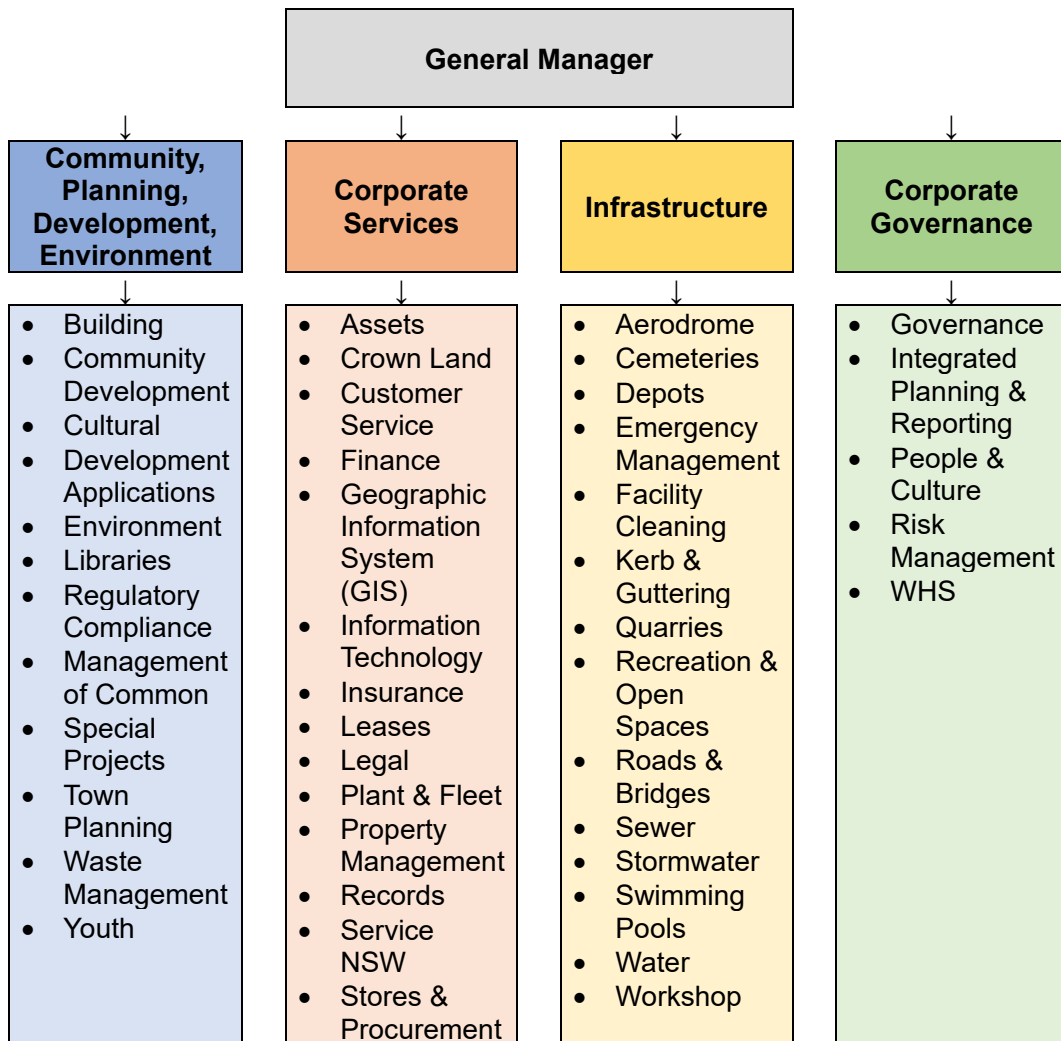 General Manager
↓ ↓ ↓ ↓
Community,
Planning,
Development,
Environment
Corporate
Services
Infrastructure
Corporate
Governance
↓ ↓ ↓ ↓
• Building
• Community
Development
• Cultural
• Development
Applications
• Environment
• Libraries
• Regulatory
Compliance
• Management
of Common
• Special
Projects
• Town
Planning
• Waste
Management
• Youth
• Assets
• Crown Land
• Customer
Service
• Finance
• Geographic
Information
System
(GIS)
• Information
Technology
• Insurance
• Leases
• Legal
• Plant & Fleet
• Property
Management
• Records
• Service
NSW
• Stores &
Procurement
• Aerodrome
• Cemeteries
• Depots
• Emergency
Management
• Facility
Cleaning
• Kerb &
Guttering
• Quarries
• Recreation &
Open
Spaces
• Roads &
Bridges
• Sewer
• Stormwater
• Swimming
Pools
• Water
• Workshop
• Governance
• Integrated
Planning &
Reporting
• People &
Culture
• Risk
Management
• WHS